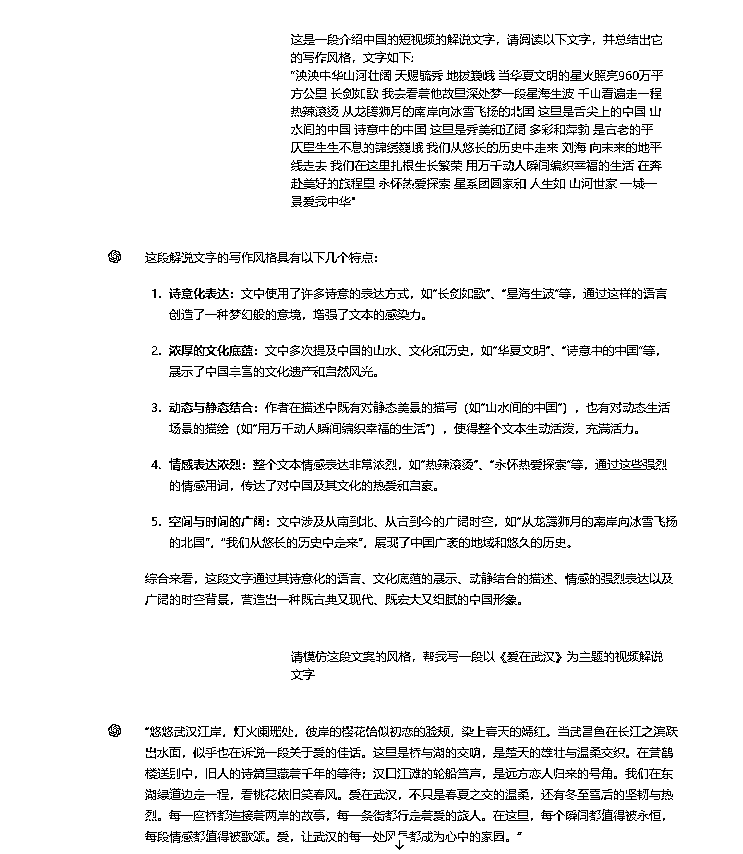 这是一段介绍中国的短视频的解说文字，请阅读以下文字，并总结出它
的写作风格，文字如下：
"泱泱中华山河壮阔 天赐毓秀 地拔巍峨 当华夏文明的星火照亮960万平
方公里 长剑如歌 我会看着他故里深处梦一段星海生波 千山看遍走一程
热辣滚烫 从龙腾狮月的南岸向冰雪飞扬的北国 这里是舌尖上的中国 山
水间的中国 诗意中的中国 这里是秀美和辽阔 多彩和蓬勃 是古老的平
仄里生生不息的锦绣巍峨 我们从悠长的历史中走来 刘海 向未来的地平
线走去 我们在这里扎根生长繁荣 用万千动人瞬间编织幸福的生活 在奔
赴美好的旅程里 永怀热爱探索 星系团圆家和 人生如 山河世家 一城一
景爱我中华"
这段解说文字的写作风格具有以下几个特点：
1. 诗意化表达：文中使用了许多诗意的表达方式，如"长剑如歌"、"星海生波"等，通过这样的语言
创造了一种梦幻般的意境，增强了文本的感染力。
2. 浓厚的文化底蕴：文中多次提及中国的山水、文化和历史，如"华夏文明"、"诗意中的中国"等，
展示了中国丰富的文化遗产和自然风光。
3. 动态与静态结合：作者在描述中既有对静态美景的描写（如"山水间的中国"），也有对动态生活
场景的描绘（如"用万千动人瞬间编织幸福的生活"），使得整个文本生动活泼，充满活力。
4. 情感表达浓烈：整个文本情感表达非常浓烈，如"热辣滚烫"、"永怀热爱探索"等，通过这些强烈
的情感用词，传达了对中国及其文化的热爱和自豪。
5. 空间与时间的广阔：文中涉及从南到北、从古到今的广阔时空，如"从龙腾狮月的南岸向冰雪飞扬
的北国"，"我们从悠长的历史中走来"，展现了中国广袤的地域和悠久的历史。
综合来看，这段文字通过其诗意化的语言、文化底蕴的展示、动静结合的描述、情感的强烈表达以及
广阔的时空背景，营造出一种既古典又现代、既宏大又细腻的中国形象。
请模仿这段文案的风格，帮我写一段以《爱在武汉》为主题的视频解说
文字
"悠悠武汉江岸，灯火阑珊处，彼岸的樱花恰似初恋的脸颊，染上春天的嫣红。当武昌鱼在长江之滨跃
出水面，似乎也在诉说一段关于爱的佳话。这里是桥与湖的交响，是楚天的雄壮与温柔交织。在黄鹤
楼送别中，旧人的诗篇里藏着千年的等待；汉口江滩的轮船笛声，是远方恋人归来的号角。我们在东
湖绿道边走一程，看桃花依旧笑春风。爱在武汉，不只是春夏之交的温柔，还有冬至雪后的坚韧与热
烈。每一座桥都连接着两岸的故事，每一条街都行走着爱的旅人。在这里，每个瞬间都值得被永恒，
每段情感都值得被歌颂。爱，让武汉的每一处风都成为心中的家园。"